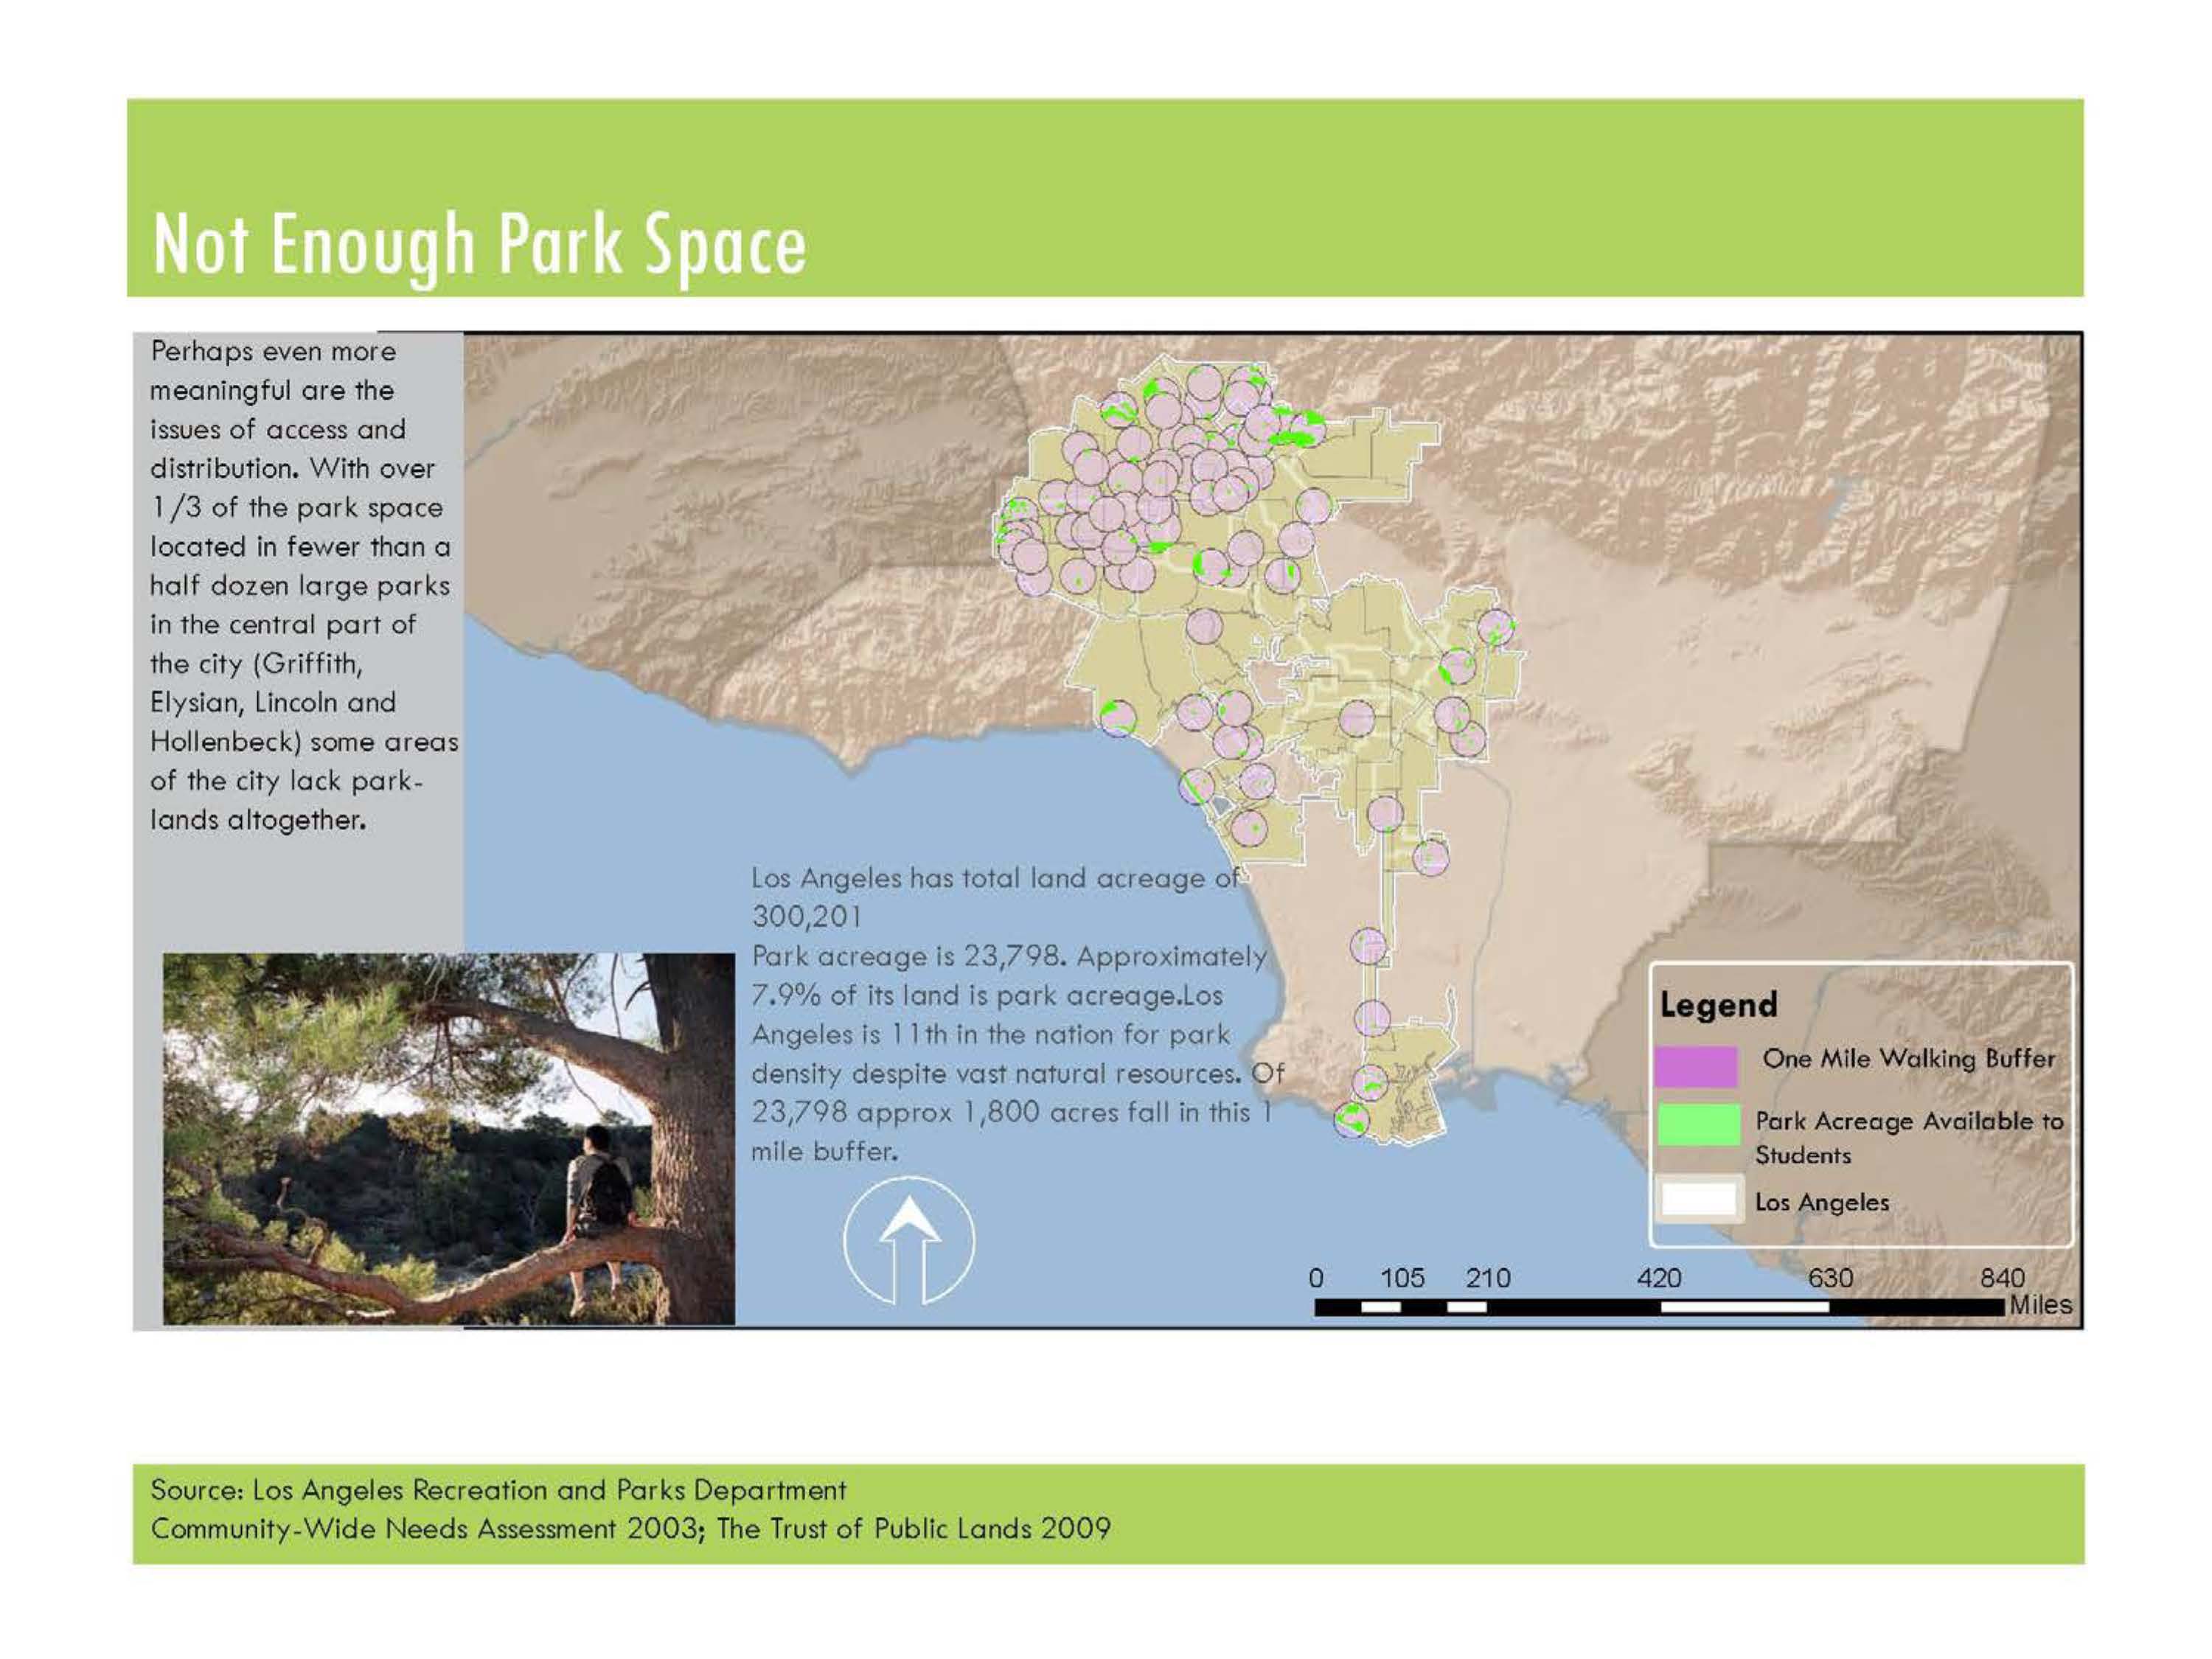 Not Enough Park Space
Perhaps even more
meaningful are the
issues of access and
distribution. With over
1/3 of the park space
located in fewer than a
half dozen large parks
in the central part of
the city (Griffith,
Elysian, Lincoln and
Hollenbeck) some areas
of the city lack park-
lands altogether.
Los Angeles has total land acreage of
300,201
Park acreage is 23,798. Approximately
7.9% of its land is park acreage.Los
Angeles is 11th in the nation for park
density despite vast natural resources. Of
23,798 approx 1,800 acres fall in this 1
mile buffer.
Legend
One Mile Walking Buffer
Park Acreage Available to
Students
Los Angeles
0 105 210 420 630 840
Miles
Source: Los Angeles Recreation and Parks Department
Community-Wide Needs Assessment 2003; The Trust of Public Lands 2009